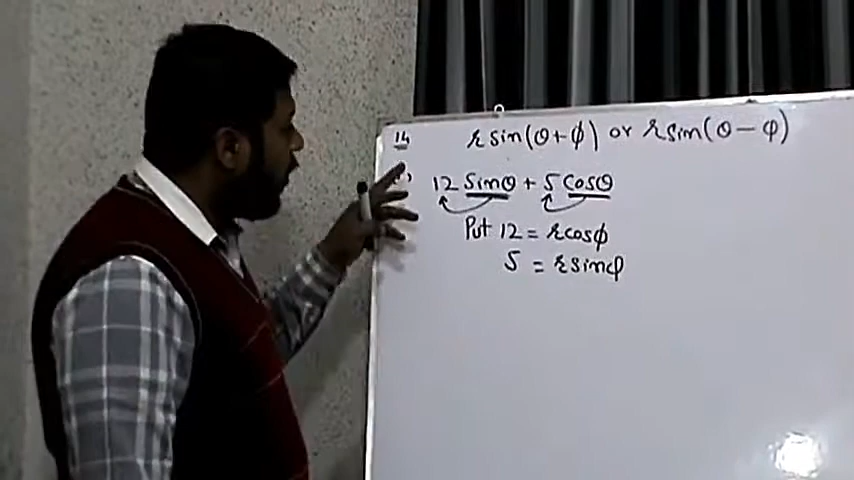 14 r sin(θ+φ) or r sin(θ-φ)
12 Sinθ + 5 Cosθ
Put 12 = r cosφ
5 = r sinφ